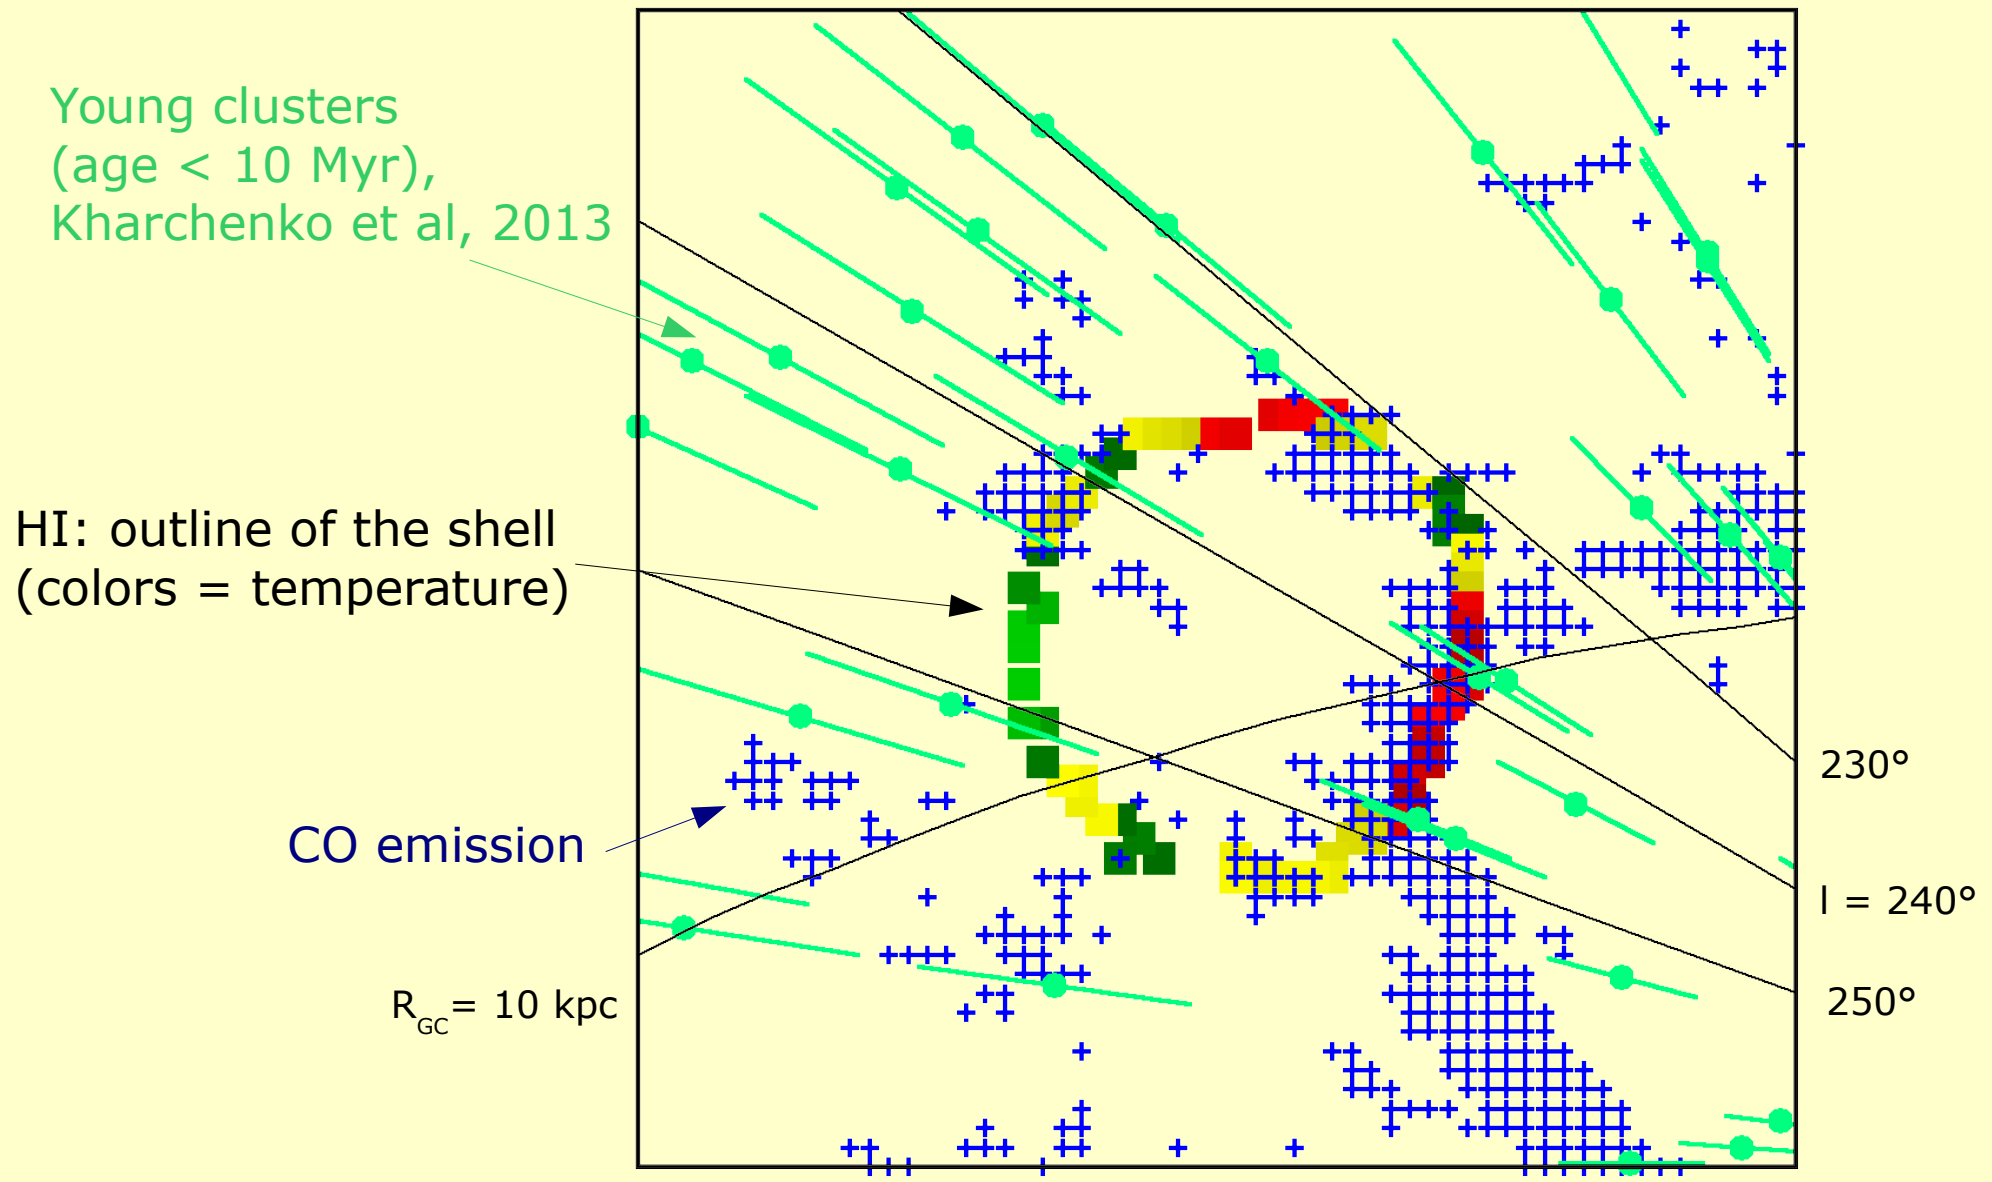 Young clusters
(age < 10 Myr),
Kharchenko et al, 2013
HI: outline of the shell
(colors = temperature)
CO emission
R_GC= 10 kpc
230°
l = 240°
250°